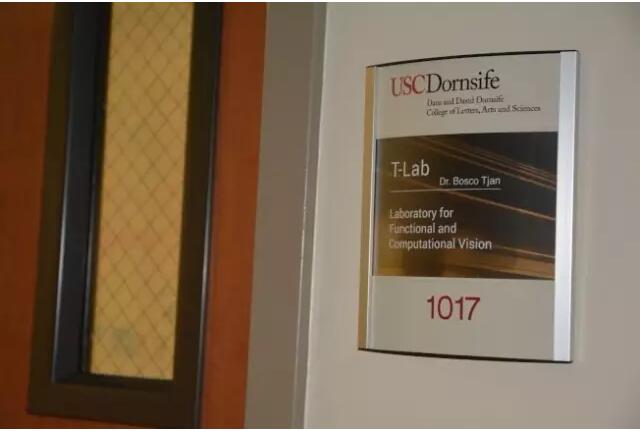 USCDornsife
Dana and David Dornsife
College of Letters, Arts and Sciences
T-Lab
Dr. Bosco Tjan
Laboratory for
Functional and
Computational Vision
1017